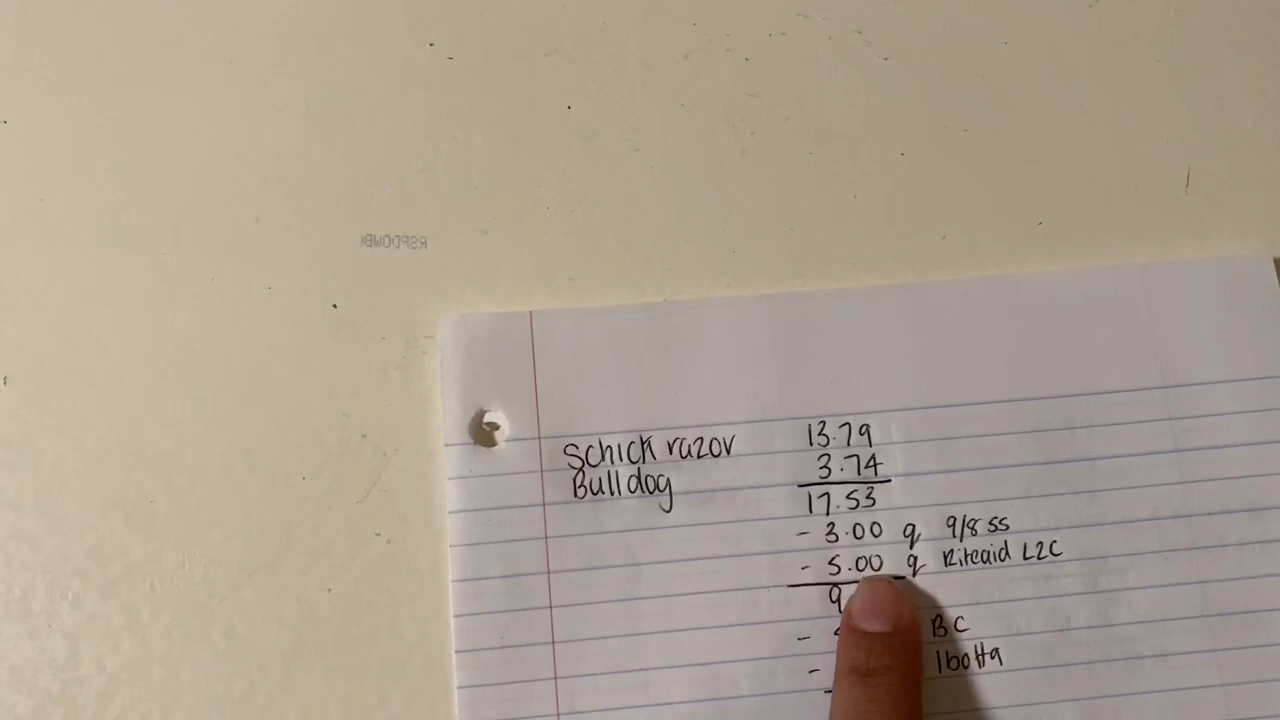 Schick razor 13.79
Bulldog 3.74
17.53
- 3.00 q 9/8 SS
- 5.00 q Riteaid L2C
9
- BC
- Ibotta
-